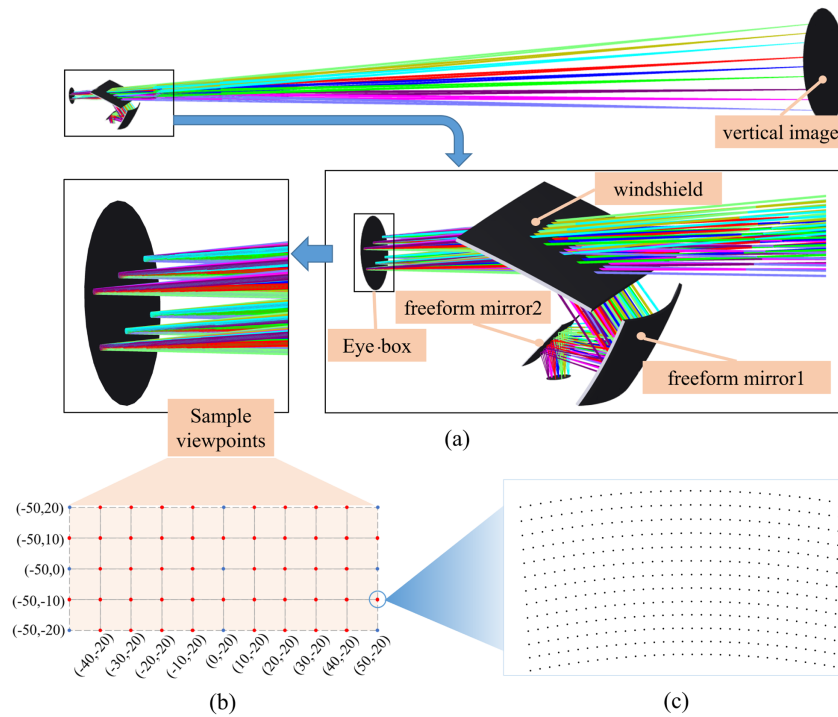 vertical image
windshield
freeform mirror2
Eye·box
freeform mirror1
Sample
viewpoints
(a)
(-50,20)
(-50,10)
(-50,0)
(-50,-10)
(-50,-20)
(-40,-20)
(-30,-20)
(-20,-20)
(-10,-20)
(0,-20)
(10,-20)
(20,-20)
(30,-20)
(40,-20)
(50,-20)
(b)
(c)